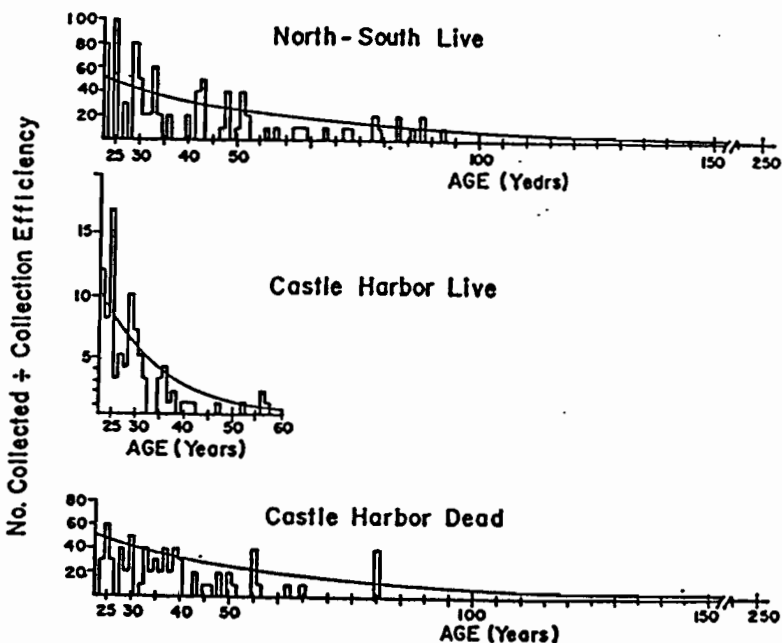 No. Collected ÷ Collection Efficiency
North-South Live
100
80
60
40
20
25 30 40 50 100 150 250
AGE (Years)
Castle Harbor Live
15
10
5
25 30 40 50 60
AGE (Years)
Castle Harbor Dead
80
60
40
20
25 30 40 50 100 150 250
AGE (Years)